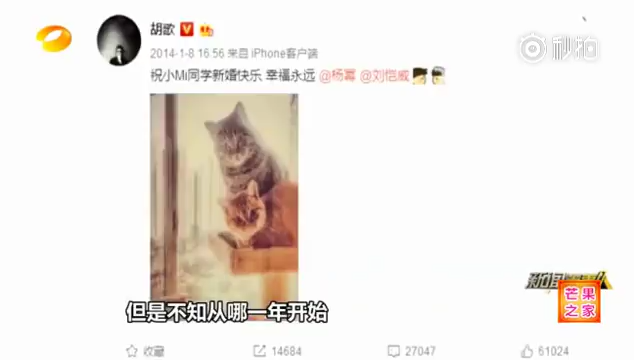 胡歌
秒拍
2014-1-8 16:56 来自 iPhone客户端
祝小Mi同学新婚快乐 幸福永远 @杨幂 @刘恺威
但是不知从哪一年开始
芒果
之家
收藏
14684
27047
61024